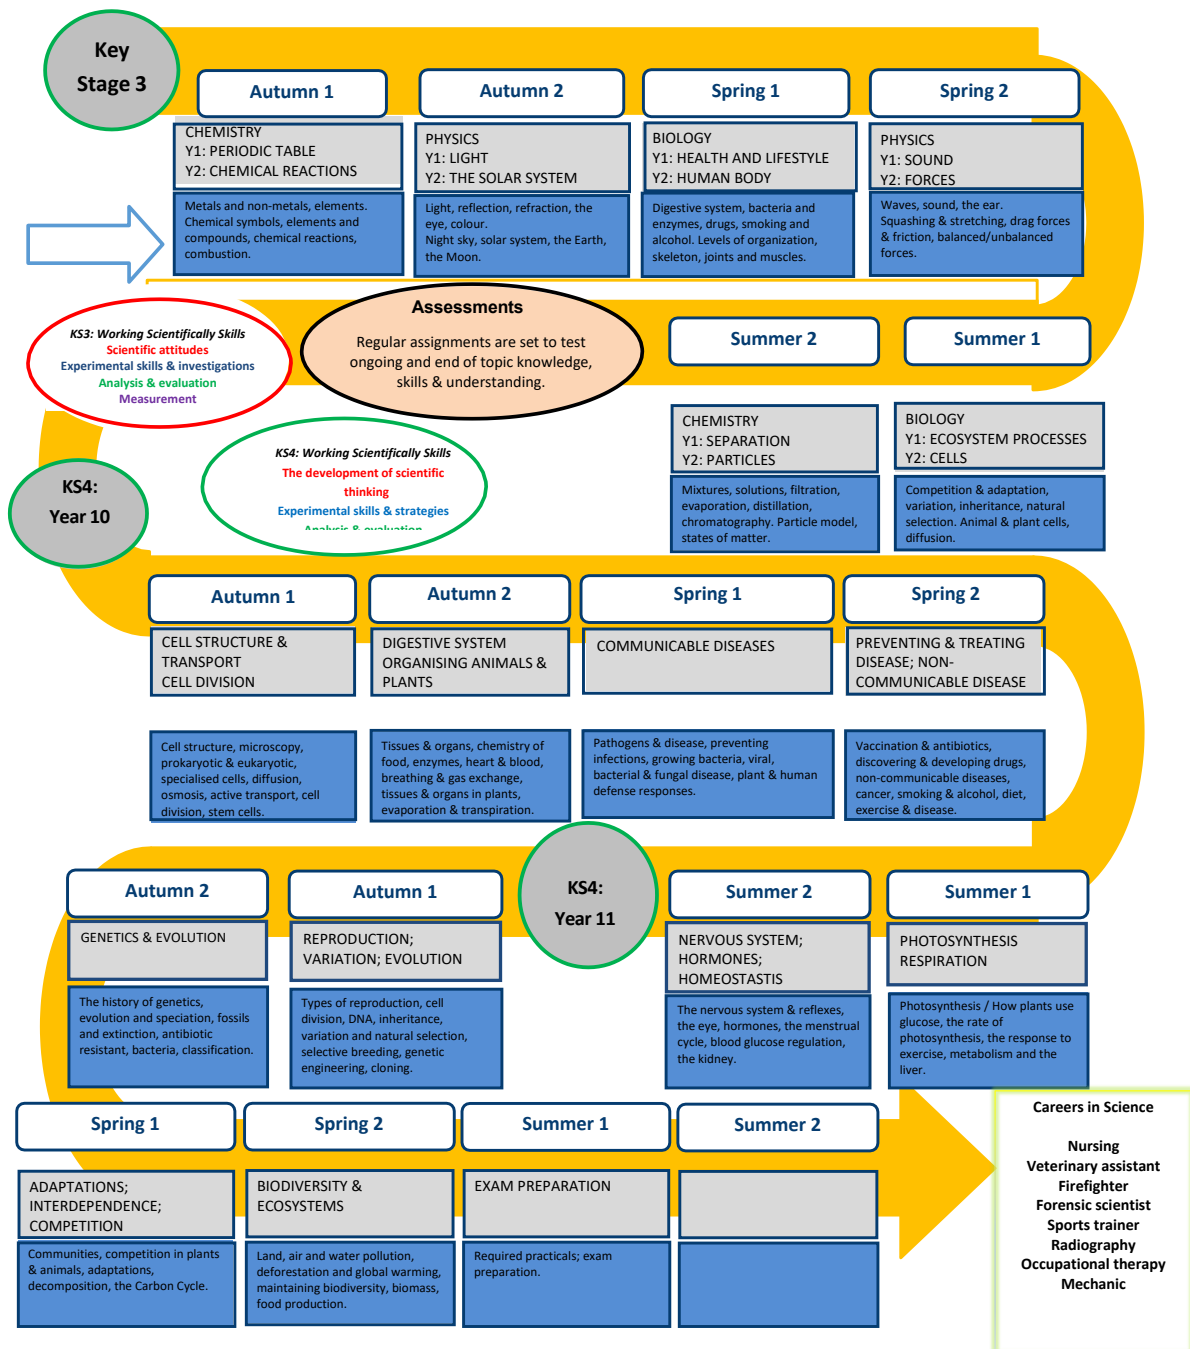 Key
Stage 3
Autumn 1
CHEMISTRY
Y1: PERIODIC TABLE
Y2: CHEMICAL REACTIONS
Metals and non-metals, elements.
Chemical symbols, elements and
compounds, chemical reactions,
combustion.
Autumn 2
PHYSICS
Y1: LIGHT
Y2: THE SOLAR SYSTEM
Light, reflection, refraction, the
eye, colour.
Night sky, solar system, the Earth,
the Moon.
Spring 1
BIOLOGY
Y1: HEALTH AND LIFESTYLE
Y2: HUMAN BODY
Digestive system, bacteria and
enzymes, drugs, smoking and
alcohol. Levels of organization,
skeleton, joints and muscles.
Spring 2
PHYSICS
Y1: SOUND
Y2: FORCES
Waves, sound, the ear.
Squashing & stretching, drag forces
& friction, balanced/unbalanced
forces.
KS3: Working Scientifically Skills
Scientific attitudes
Experimental skills & investigations
Analysis & evaluation
Measurement
Assessments
Regular assignments are set to test
ongoing and end of topic knowledge,
skills & understanding.
Summer 2
CHEMISTRY
Y1: SEPARATION
Y2: PARTICLES
Mixtures, solutions, filtration,
evaporation, distillation,
chromatography. Particle model,
states of matter.
Summer 1
BIOLOGY
Y1: ECOSYSTEM PROCESSES
Y2: CELLS
Competition & adaptation,
variation, inheritance, natural
selection. Animal & plant cells,
diffusion.
KS4:
Year 10
KS4: Working Scientifically Skills
The development of scientific
thinking
Experimental skills & strategies
Analysis & evaluation
Autumn 1
CELL STRUCTURE &
TRANSPORT
CELL DIVISION
Cell structure, microscopy,
prokaryotic & eukaryotic,
specialised cells, diffusion,
osmosis, active transport, cell
division, stem cells.
Autumn 2
DIGESTIVE SYSTEM
ORGANISING ANIMALS &
PLANTS
Tissues & organs, chemistry of
food, enzymes, heart & blood,
breathing & gas exchange,
tissues & organs in plants,
evaporation & transpiration.
Spring 1
COMMUNICABLE DISEASES
Pathogens & disease, preventing
infections, growing bacteria, viral,
bacterial & fungal disease, plant & human
defense responses.
Spring 2
PREVENTING & TREATING
DISEASE; NON-
COMMUNICABLE DISEASE
Vaccination & antibiotics,
discovering & developing drugs,
non-communicable diseases,
cancer, smoking & alcohol, diet,
exercise & disease.
Autumn 2
GENETICS & EVOLUTION
The history of genetics,
evolution and speciation, fossils
and extinction, antibiotic
resistant, bacteria, classification.
Autumn 1
REPRODUCTION;
VARIATION; EVOLUTION
Types of reproduction, cell
division, DNA, inheritance,
variation and natural selection,
selective breeding, genetic
engineering, cloning.
KS4:
Year 11
Summer 2
NERVOUS SYSTEM;
HORMONES;
HOMEOSTASTIS
The nervous system & reflexes,
the eye, hormones, the menstrual
cycle, blood glucose regulation,
the kidney.
Summer 1
PHOTOSYNTHESIS
RESPIRATION
Photosynthesis / How plants use
glucose, the rate of
photosynthesis, the response to
exercise, metabolism and the
liver.
Spring 1
ADAPTATIONS;
INTERDEPENDENCE;
COMPETITION
Communities, competition in plants
& animals, adaptations,
decomposition, the Carbon Cycle.
Spring 2
BIODIVERSITY &
ECOSYSTEMS
Land, air and water pollution,
deforestation and global warming,
maintaining biodiversity, biomass,
food production.
Summer 1
EXAM PREPARATION
Required practicals; exam
preparation.
Summer 2
Careers in Science
Nursing
Veterinary assistant
Firefighter
Forensic scientist
Sports trainer
Radiography
Occupational therapy
Mechanic